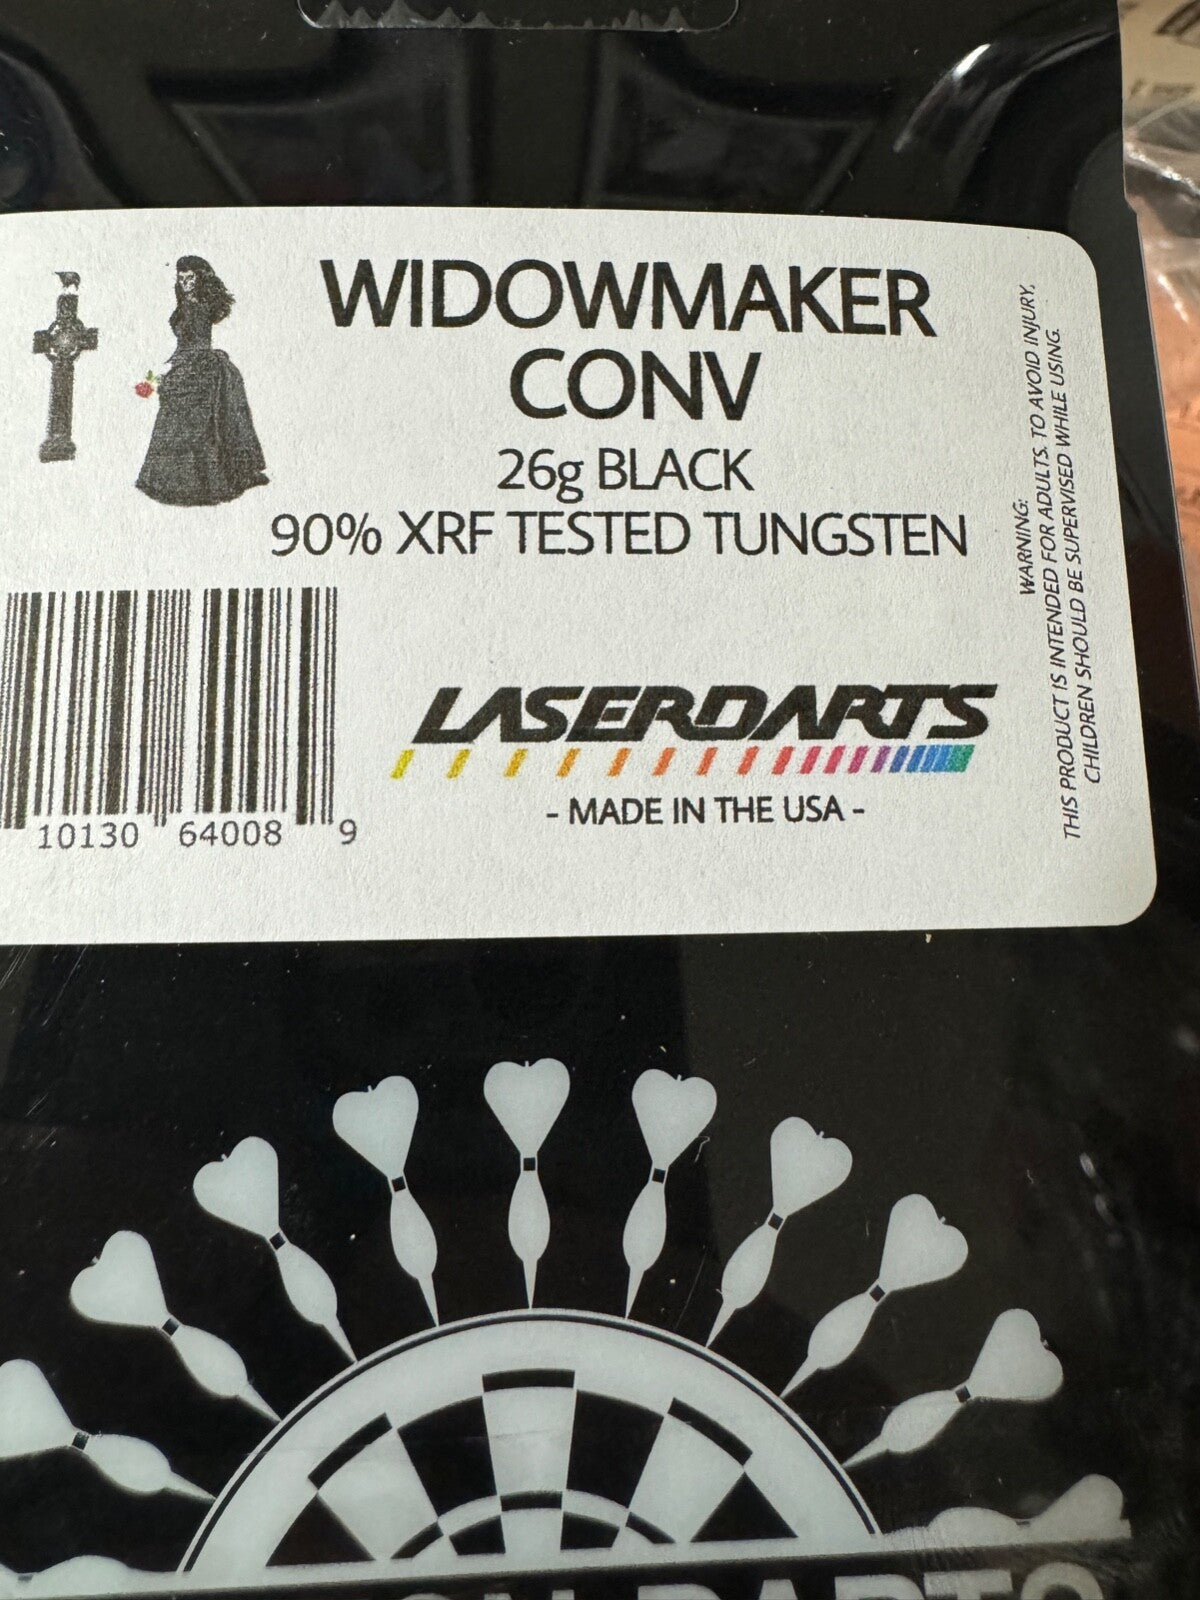 WIDOWMAKER
CONV
26g BLACK
90% XRF TESTED TUNGSTEN
WARNING:
THIS PRODUCT IS INTENDED FOR ADULTS. TO AVOID INJURY,
CHILDREN SHOULD BE SUPERVISED WHILE USING.
10130 64008 9
LASERDARTS
- MADE IN THE USA -
DARTS